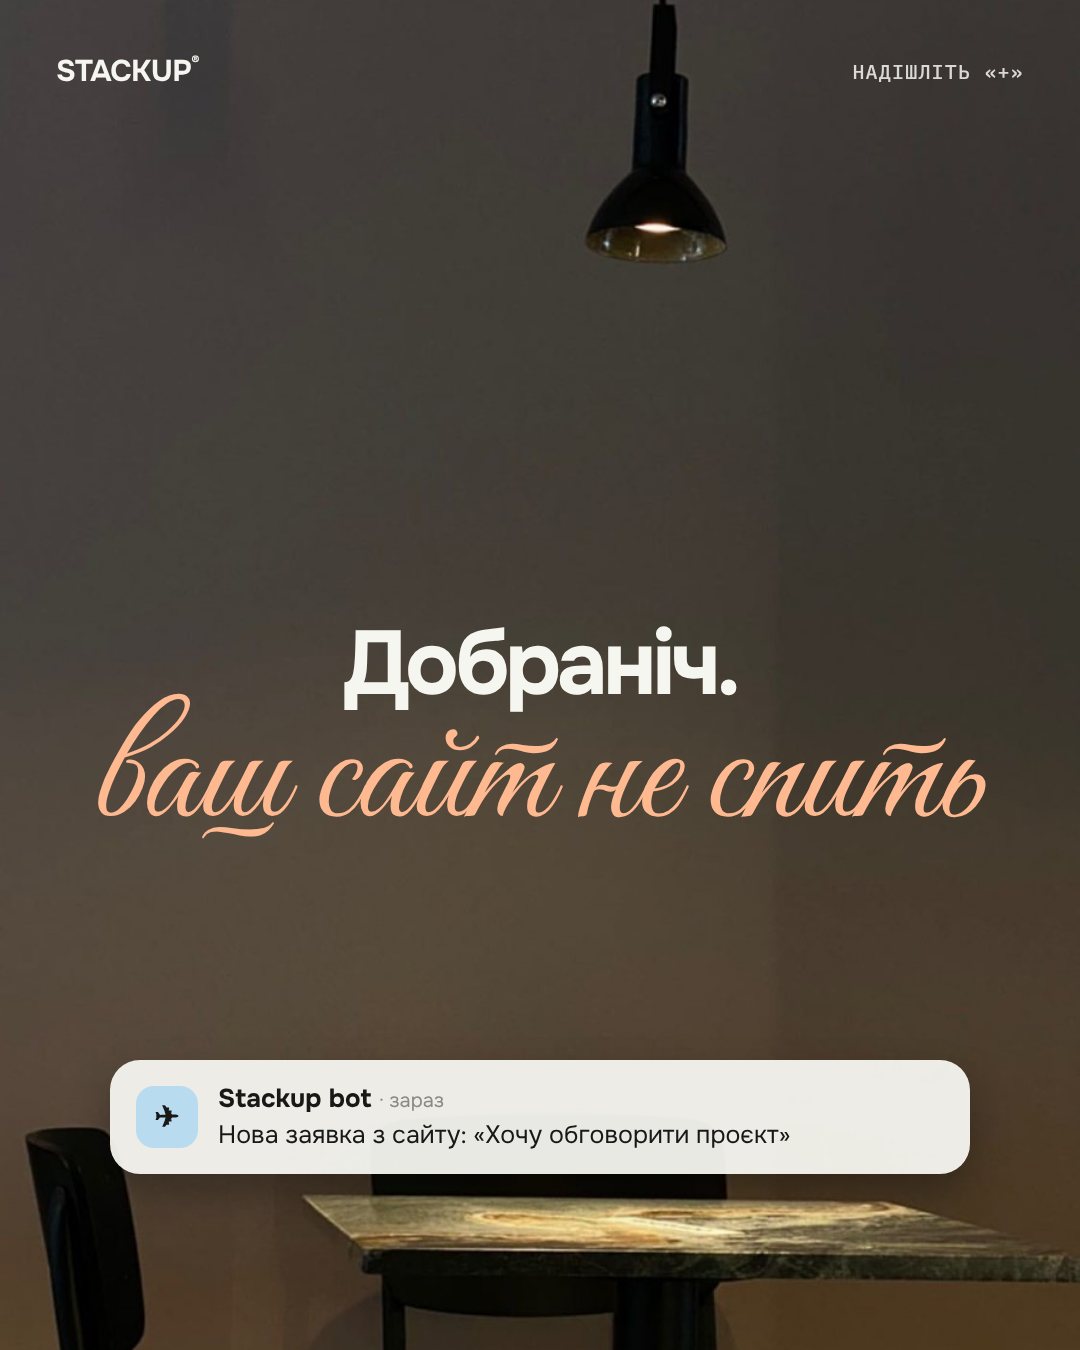 STACKUP®
НАДІШЛІТЬ «+»
Добраніч.
ваш сайт не спить
Stackup bot · зараз
Нова заявка з сайту: «Хочу обговорити проєкт»